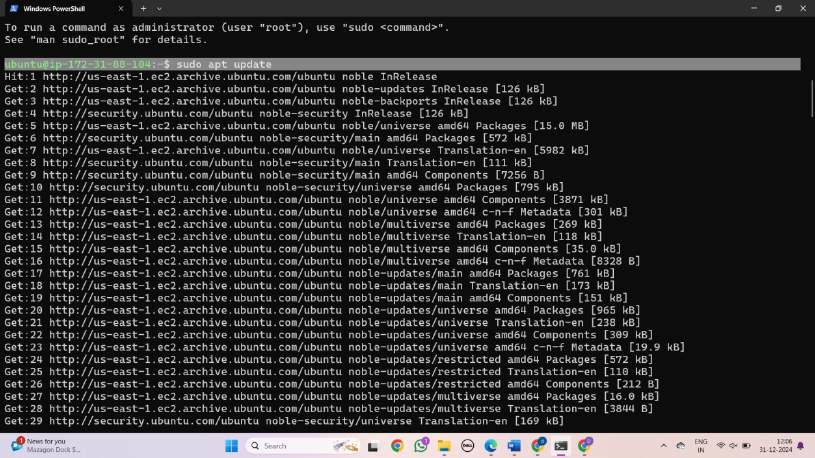 Windows PowerShell
To run a command as administrator (user "root"), use "sudo <command>".
See "man sudo_root" for details.
ubuntu@ip-172-31-88-104:~$ sudo apt update
Hit:1 http://us-east-1.ec2.archive.ubuntu.com/ubuntu noble InRelease
Get:2 http://us-east-1.ec2.archive.ubuntu.com/ubuntu noble-updates InRelease [126 kB]
Get:3 http://us-east-1.ec2.archive.ubuntu.com/ubuntu noble-backports InRelease [126 kB]
Get:4 http://security.ubuntu.com/ubuntu noble-security InRelease [126 kB]
Get:5 http://us-east-1.ec2.archive.ubuntu.com/ubuntu noble/universe amd64 Packages [15.0 MB]
Get:6 http://security.ubuntu.com/ubuntu noble-security/main amd64 Packages [572 kB]
Get:7 http://us-east-1.ec2.archive.ubuntu.com/ubuntu noble/universe Translation-en [5982 kB]
Get:8 http://security.ubuntu.com/ubuntu noble-security/main Translation-en [111 kB]
Get:9 http://security.ubuntu.com/ubuntu noble-security/main amd64 Components [7256 B]
Get:10 http://security.ubuntu.com/ubuntu noble-security/universe amd64 Packages [795 kB]
Get:11 http://us-east-1.ec2.archive.ubuntu.com/ubuntu noble/universe amd64 Components [3871 kB]
Get:12 http://us-east-1.ec2.archive.ubuntu.com/ubuntu noble/universe amd64 c-n-f Metadata [301 kB]
Get:13 http://us-east-1.ec2.archive.ubuntu.com/ubuntu noble/multiverse amd64 Packages [269 kB]
Get:14 http://us-east-1.ec2.archive.ubuntu.com/ubuntu noble/multiverse Translation-en [118 kB]
Get:15 http://us-east-1.ec2.archive.ubuntu.com/ubuntu noble/multiverse amd64 Components [35.0 kB]
Get:16 http://us-east-1.ec2.archive.ubuntu.com/ubuntu noble/multiverse amd64 c-n-f Metadata [8328 B]
Get:17 http://us-east-1.ec2.archive.ubuntu.com/ubuntu noble-updates/main amd64 Packages [761 kB]
Get:18 http://us-east-1.ec2.archive.ubuntu.com/ubuntu noble-updates/main Translation-en [173 kB]
Get:19 http://us-east-1.ec2.archive.ubuntu.com/ubuntu noble-updates/main amd64 Components [151 kB]
Get:20 http://us-east-1.ec2.archive.ubuntu.com/ubuntu noble-updates/universe amd64 Packages [965 kB]
Get:21 http://us-east-1.ec2.archive.ubuntu.com/ubuntu noble-updates/universe Translation-en [238 kB]
Get:22 http://us-east-1.ec2.archive.ubuntu.com/ubuntu noble-updates/universe amd64 Components [309 kB]
Get:23 http://us-east-1.ec2.archive.ubuntu.com/ubuntu noble-updates/universe amd64 c-n-f Metadata [19.9 kB]
Get:24 http://us-east-1.ec2.archive.ubuntu.com/ubuntu noble-updates/restricted amd64 Packages [572 kB]
Get:25 http://us-east-1.ec2.archive.ubuntu.com/ubuntu noble-updates/restricted Translation-en [110 kB]
Get:26 http://us-east-1.ec2.archive.ubuntu.com/ubuntu noble-updates/restricted amd64 Components [212 B]
Get:27 http://us-east-1.ec2.archive.ubuntu.com/ubuntu noble-updates/multiverse amd64 Packages [16.0 kB]
Get:28 http://us-east-1.ec2.archive.ubuntu.com/ubuntu noble-updates/multiverse Translation-en [3844 B]
Get:29 http://security.ubuntu.com/ubuntu noble-security/universe Translation-en [169 kB]
News for you
Mazagon Dock S...
Search
DELL
ENG
IN
12:06
31-12-2024